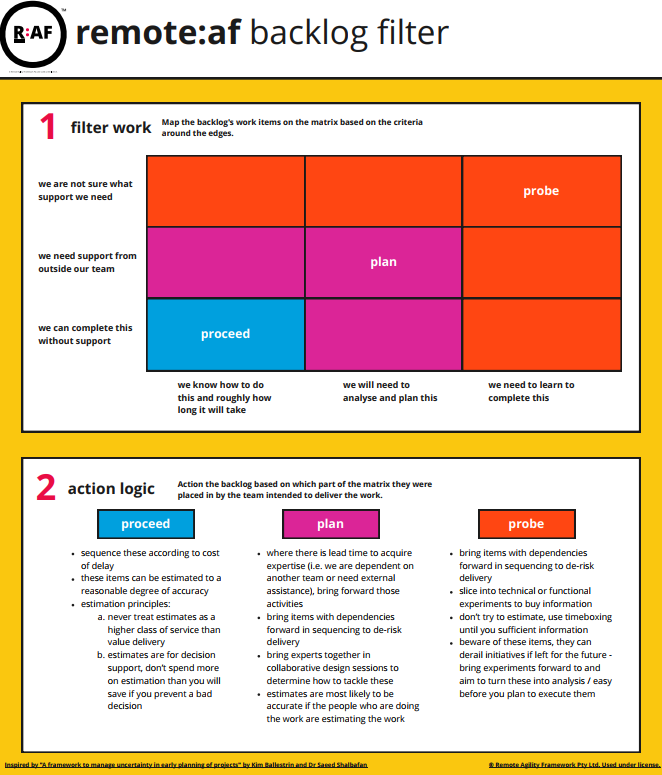 R:AF
TM
remote:af backlog filter
1 filter work
Map the backlog's work items on the matrix based on the criteria
around the edges.
we are not sure what
support we need
probe
we need support from
outside our team
plan
we can complete this
without support
proceed
we know how to do
this and roughly how
long it will take
we will need to
analyse and plan this
we need to learn to
complete this
2 action logic
Action the backlog based on which part of the matrix they were
placed in by the team intended to deliver the work.
proceed
• sequence these according to cost
of delay
• these items can be estimated to a
reasonable degree of accuracy
• estimation principles:
a. never treat estimates as a
higher class of service than
value delivery
b. estimates are for decision
support, don't spend more
on estimation than you will
save if you prevent a bad
decision
plan
• where there is lead time to acquire
expertise (i.e. we are dependent on
another team or need external
assistance), bring forward those
activities
• bring items with dependencies
forward in sequencing to de-risk
delivery
• bring experts together in
collaborative design sessions to
determine how to tackle these
• estimates are most likely to be
accurate if the people who are doing
the work are estimating the work
probe
• bring items with dependencies
forward in sequencing to de-risk
delivery
• slice into technical or functional
experiments to buy information
• don't try to estimate, use timeboxing
until you sufficient information
• beware of these items, they can
derail initiatives if left for the future -
bring experiments forward to and
aim to turn these into analysis / easy
before you plan to execute them
Inspired by "A framework to manage uncertainty in early planning of projects" by Kim Ballestrin and Dr Saeed Shalbafan
© Remote Agility Framework Pty Ltd. Used under license.